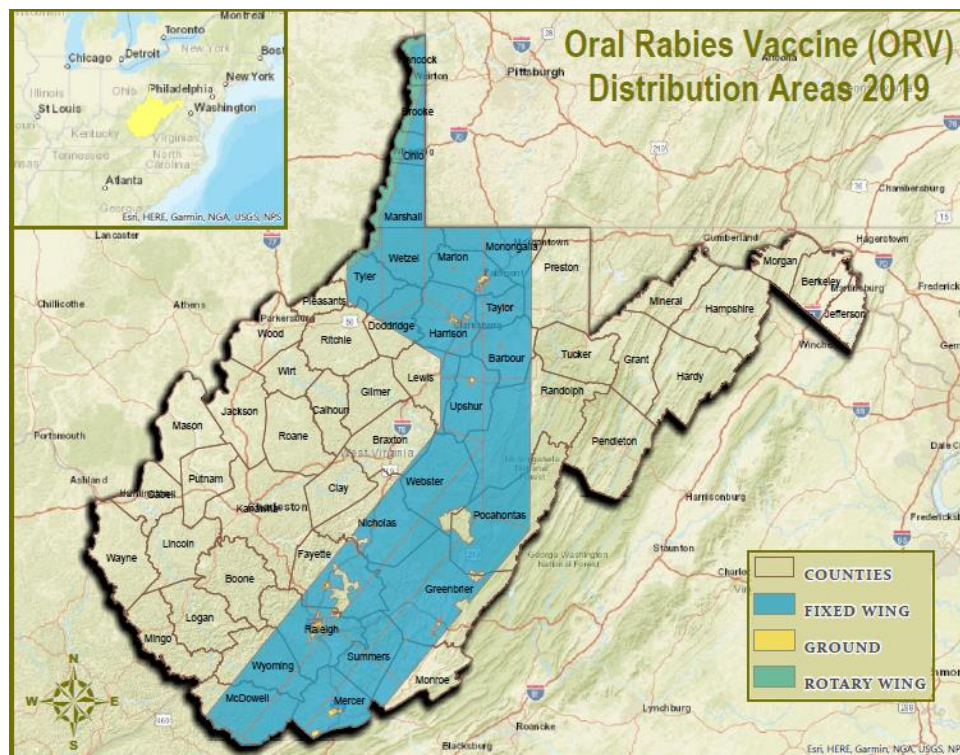 Oral Rabies Vaccine (ORV)
Distribution Areas 2019
Montreal
Toronto
Detroit
New York
Chicago
New York
Illinois
Ohio
Philadelphia
St Louis
Washington
Kentucky
Virginia
Tennessee
North
Carolina
Atlanta
Esri, HERE, Garmin, NGA, USGS, NPS
Pittsburgh
Weirton
Brooke
Ohio
Marshall
Chambersburg
Lancaster
Wetzel
Marion
Monongalia
Cumberland
Hagerstown
Morgan
Tyler
Preston
Berkeley
Chillicothe
Athens
Pleasants
Taylor
Mineral
Hampshire
Jefferson
Parkersburg
Wood
Doddridge
Harrison
Ritchie
Barbour
Tucker
Grant
Wirt
Lewis
Hardy
Gilmer
Randolph
Jackson
Calhoun
Upshur
Mason
Roane
Braxton
Pendleton
Portsmouth
West Virginia
Ashland
Putnam
Webster
Clay
Harrisonburg
Cabell
Pocahontas
Nicholas
Lincoln
Wayne
Fayette
Staunton
George Washington
National Forest
Boone
Greenbrier
Logan
Mingo
Raleigh
Summers
Wyoming
Monroe
McDowell
Mercer
Lynchburg
Roanoke
Blacksburg
N
W
E
S
COUNTIES
FIXED WING
GROUND
ROTARY WING
Esri, HERE, Garmin, NGA, USGS, NPS